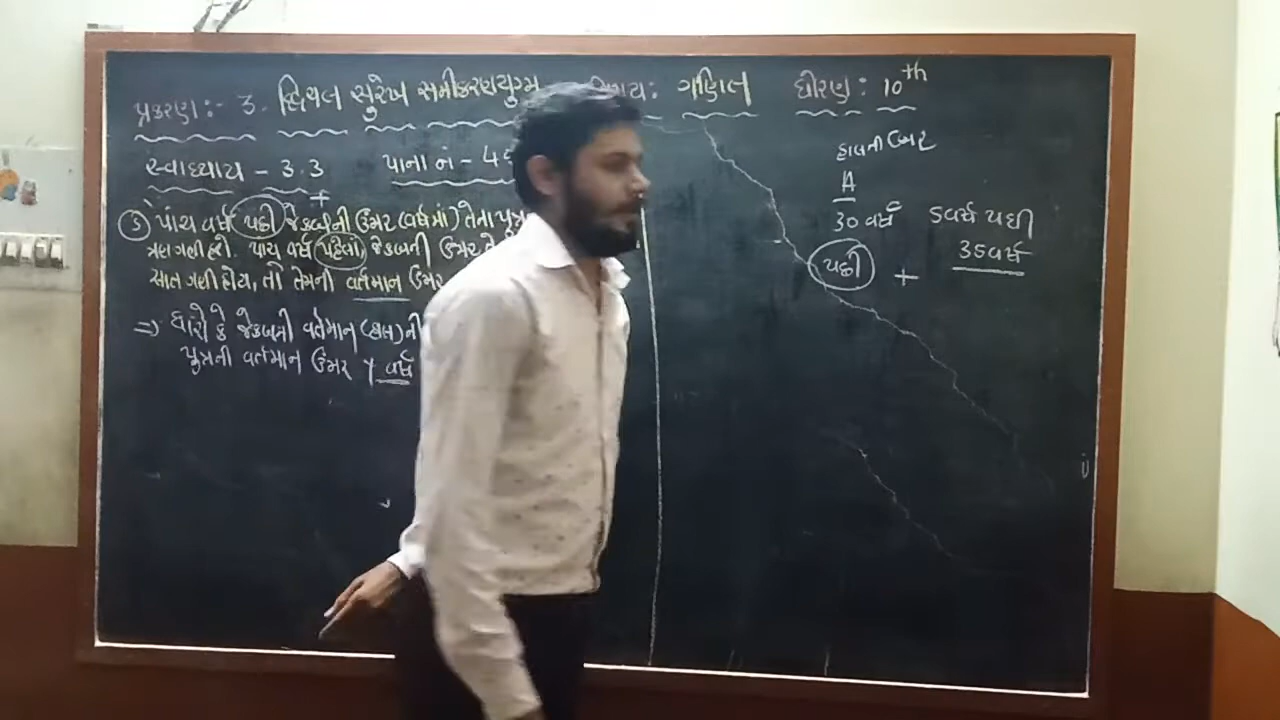 પ્રકરણ :- 3. દ્વિચલ સુરેખ સમીકરણયુગ્મ
વિષય: ગણિત
ધોરણ: 10th
સ્વાધ્યાય - 3.3
પાના નં - 4
+
પાંચ વર્ષ પછી જેકબની ઉંમર (વર્ષમાં) તેના પુત્ર
ત્રણ ગણી હશે. પાંચ વર્ષ પહેલાં, જેકબની ઉંમર
સાત ગણી હોય, તો તેમની વર્તમાન ઉંમર
=> ધારો કે જેકબની વર્તમાન (હાલ) ની
પુત્રની વર્તમાન ઉંમર y વર્ષ
હાલની ઉંમર
A
30 વર્ષ 5 વર્ષ પછી
પછી + 35 વર્ષ